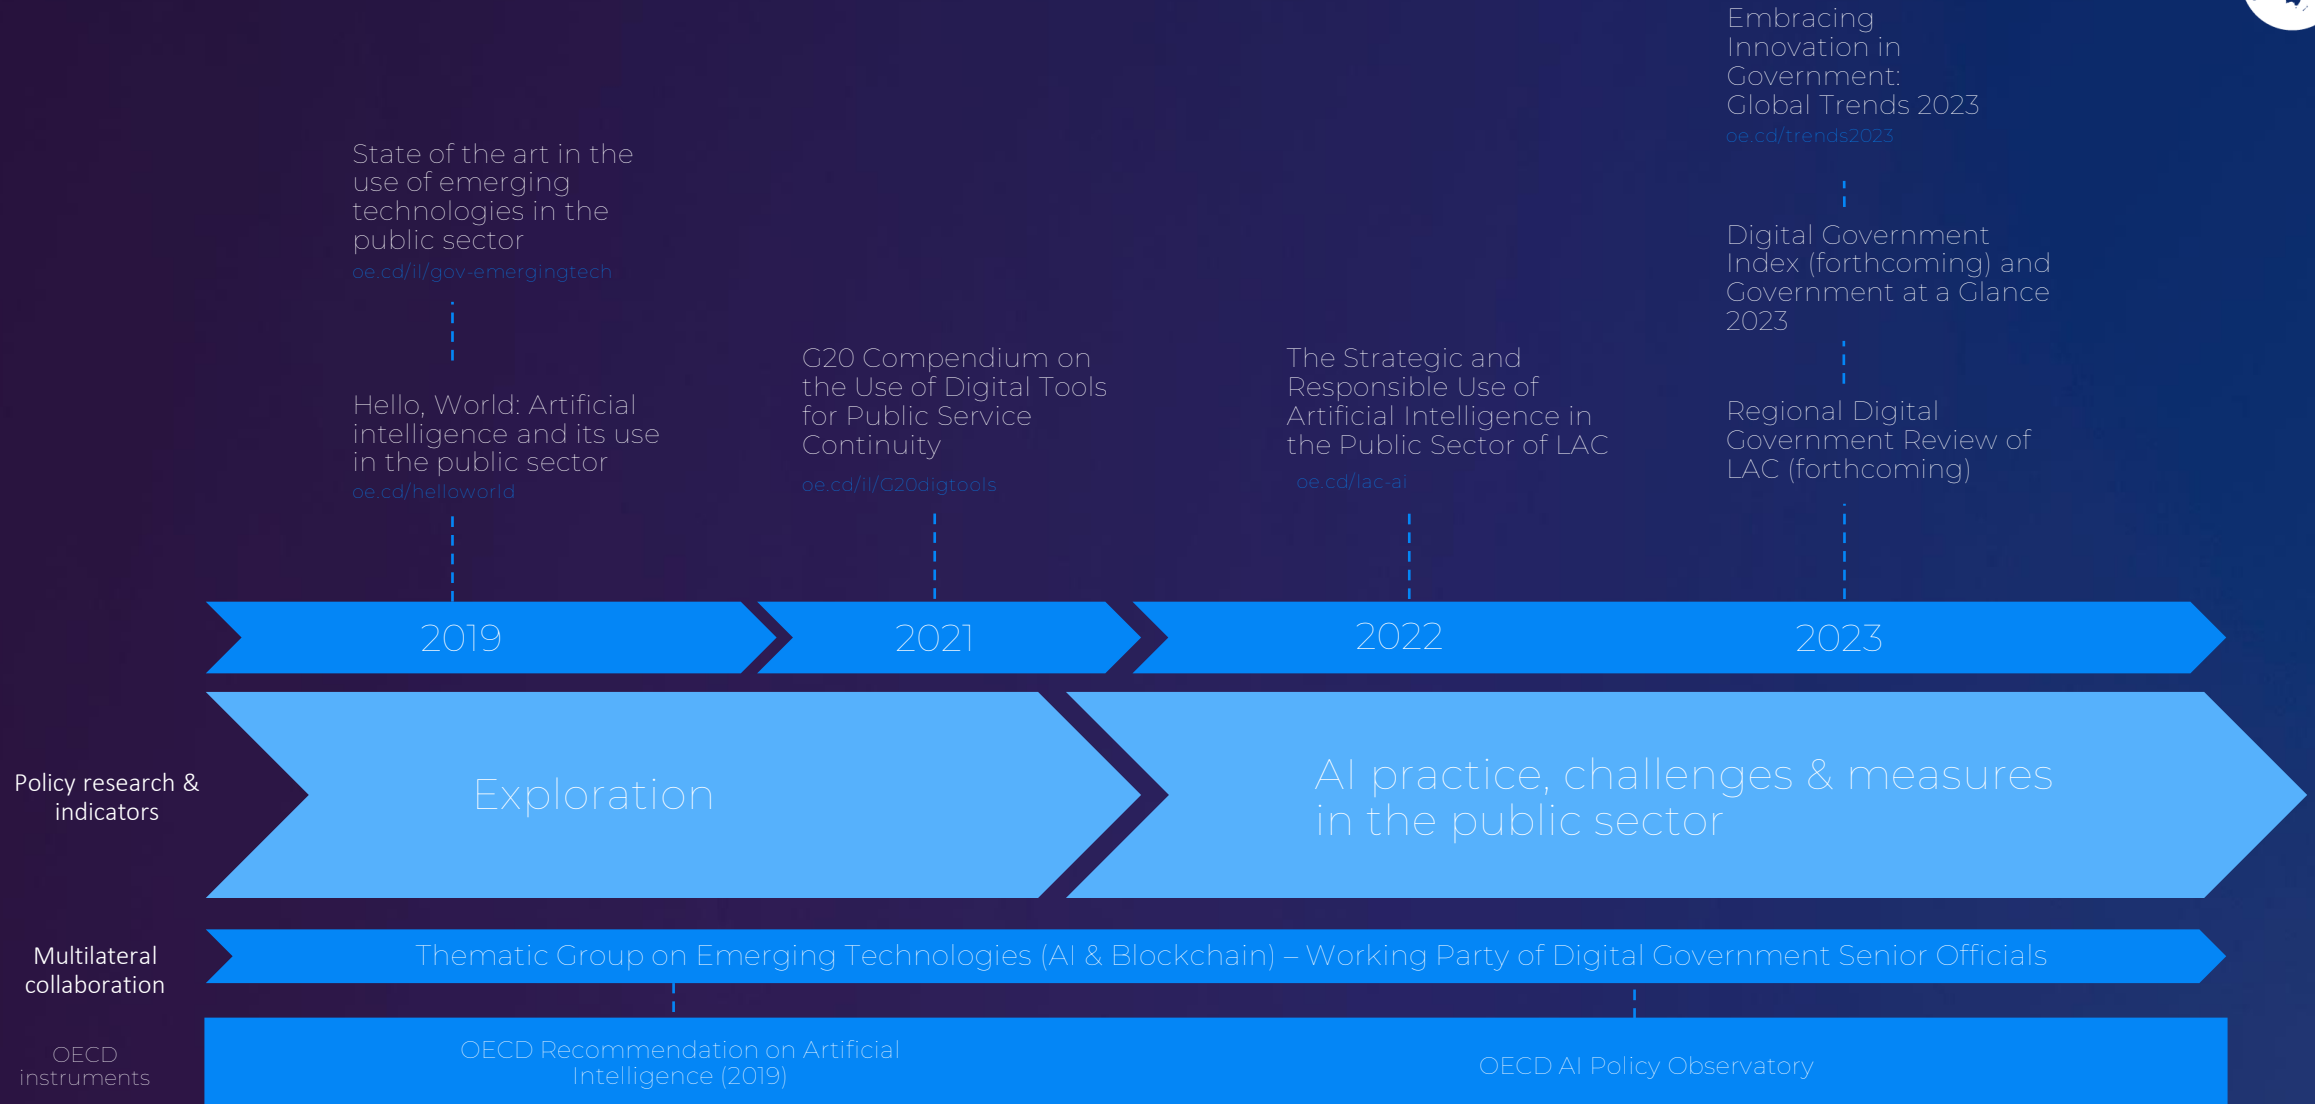 Embracing
Innovation in
Government:
Global Trends 2023
oe.cd/trends2023
State of the art in the
use of emerging
technologies in the
public sector
oe.cd/il/gov-emergingtech
Digital Government
Index (forthcoming) and
Government at a Glance
2023
Hello, World: Artificial
intelligence and its use
in the public sector
oe.cd/helloworld
G20 Compendium on
the Use of Digital Tools
for Public Service
Continuity
oe.cd/il/G20digtools
The Strategic and
Responsible Use of
Artificial Intelligence in
the Public Sector of LAC
oe.cd/lac-ai
Regional Digital
Government Review of
LAC (forthcoming)
2019
2021
2022
2023
Policy research &
indicators
Exploration
AI practice, challenges & measures
in the public sector
Multilateral
collaboration
Thematic Group on Emerging Technologies (AI & Blockchain) – Working Party of Digital Government Senior Officials
OECD
instruments
OECD Recommendation on Artificial
Intelligence (2019)
OECD AI Policy Observatory